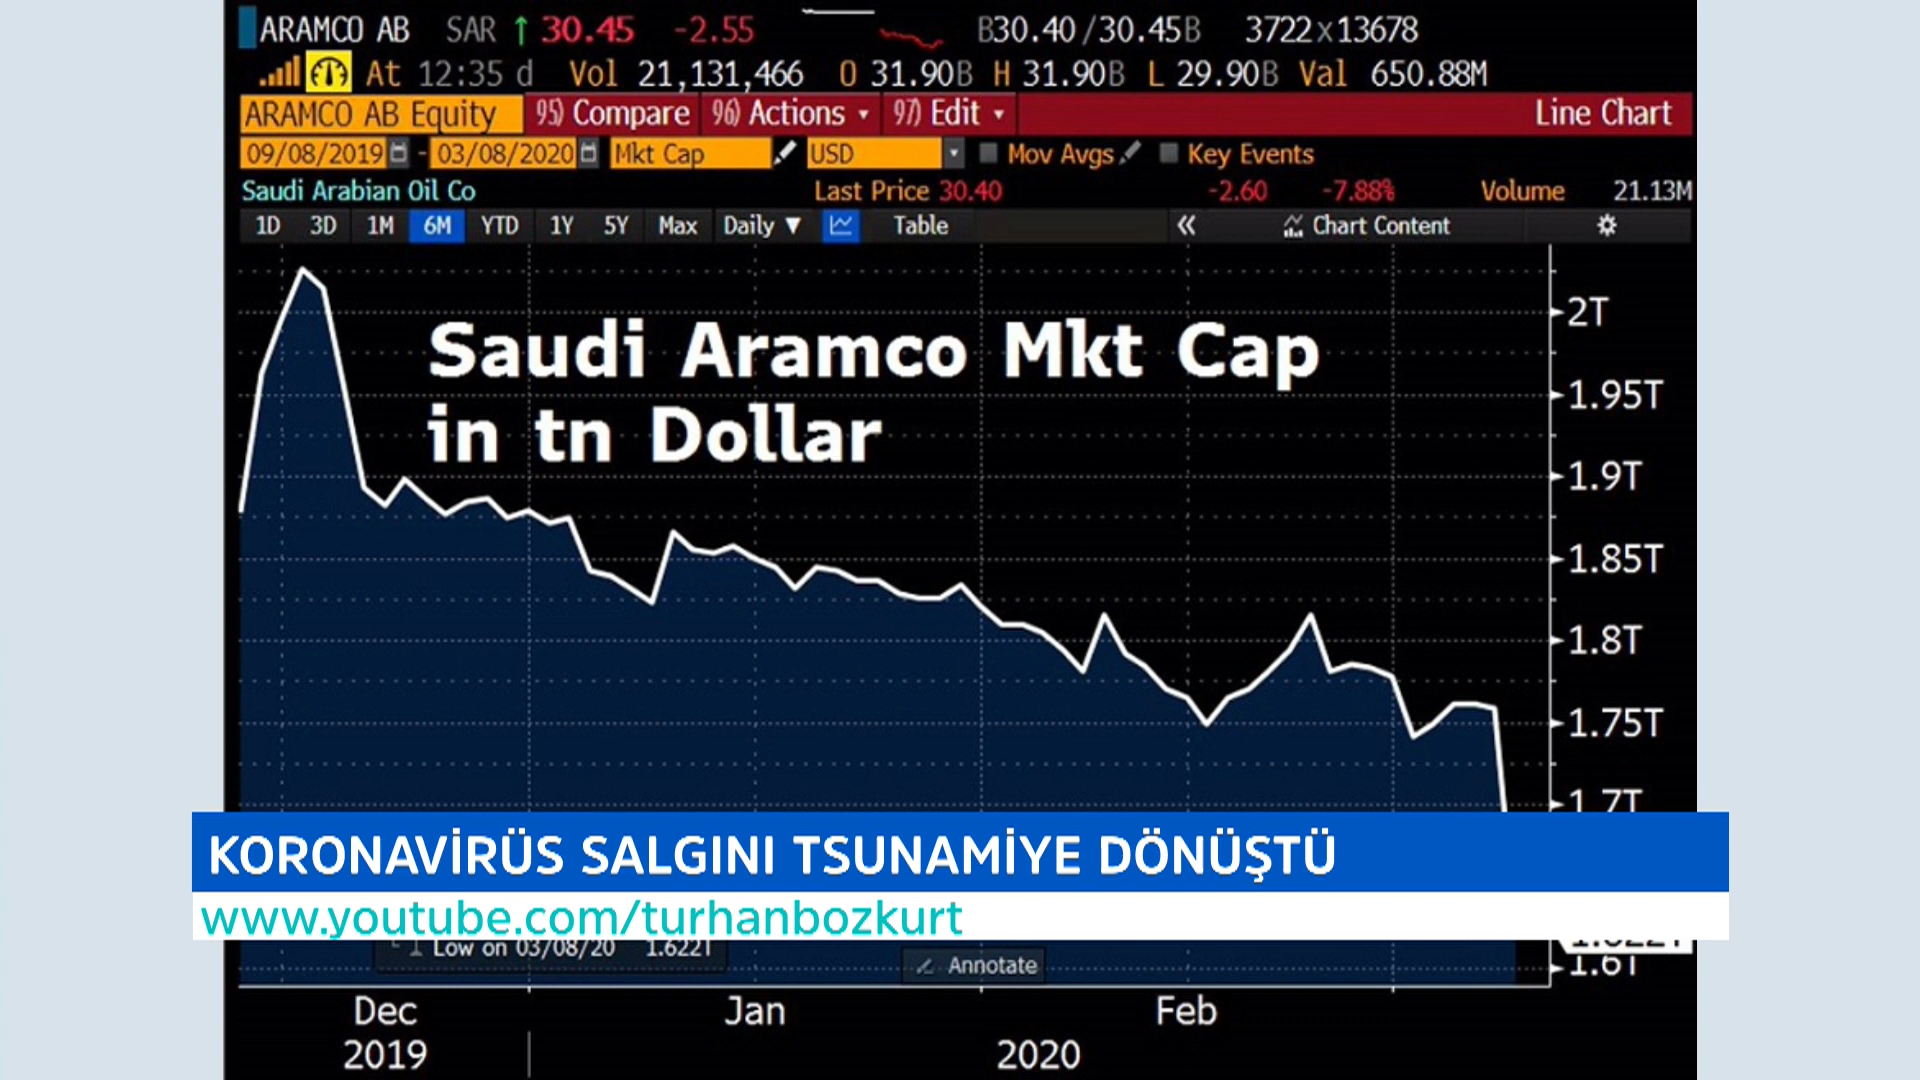 ARAMCO AB SAR ↑ 30.45 -2.55 B30.40/30.45B 3722x13678
At 12:35 d Vol 21,131,466 O 31.90B H 31.90B L 29.90B Val 650.88M
ARAMCO AB Equity 95) Compare 96) Actions 97) Edit Line Chart
09/08/2019 - 03/08/2020 Mkt Cap USD Mov Avgs Key Events
Saudi Arabian Oil Co Last Price 30.40 -2.60 -7.88% Volume 21.13M
1D 3D 1M 6M YTD 1Y 5Y Max Daily ▼ Table « Chart Content
Saudi Aramco Mkt Cap
in tn Dollar
2T
1.95T
1.9T
1.85T
1.8T
1.75T
1.7T
KORONAVİRÜS SALGINI TSUNAMİYE DÖNÜŞTÜ
www.youtube.com/turhanbozkurt
Low on 03/08/20 1.622T
1.622T
Annotate
1.6T
Dec Jan Feb
2019 2020